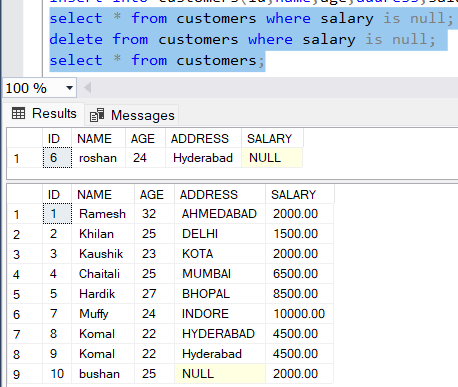 insert into customers(id,name,age,address,sal
select * from customers where salary is null;
delete from customers where salary is null;
select * from customers;
100 %
Results Messages
ID NAME AGE ADDRESS SALARY
1 6 roshan 24 Hyderabad NULL
ID NAME AGE ADDRESS SALARY
1 1 Ramesh 32 AHMEDABAD 2000.00
2 2 Khilan 25 DELHI 1500.00
3 3 Kaushik 23 KOTA 2000.00
4 4 Chaitali 25 MUMBAI 6500.00
5 5 Hardik 27 BHOPAL 8500.00
6 7 Muffy 24 INDORE 10000.00
7 8 Komal 22 HYDERABAD 4500.00
8 9 Komal 22 Hyderabad 4500.00
9 10 bushan 25 NULL 2000.00